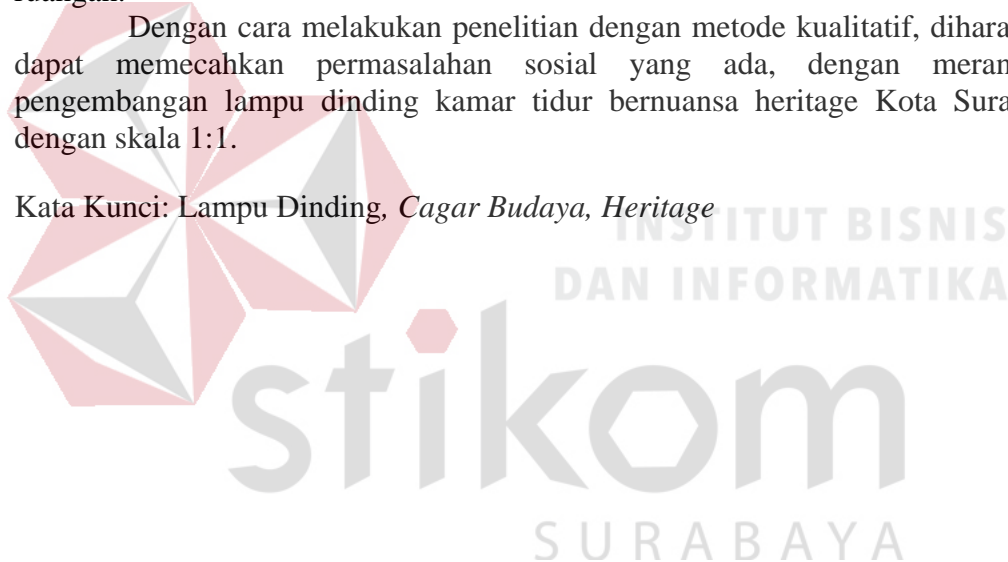 Dengan cara melakukan penelitian dengan metode kualitatif, dihara
dapat memecahkan permasalahan sosial yang ada, dengan meran
pengembangan lampu dinding kamar tidur bernuansa heritage Kota Sura
dengan skala 1:1.
Kata Kunci: Lampu Dinding, Cagar Budaya, Heritage
INSTITUT BISNIS
DAN INFORMATIKA
stikom
SURABAYA